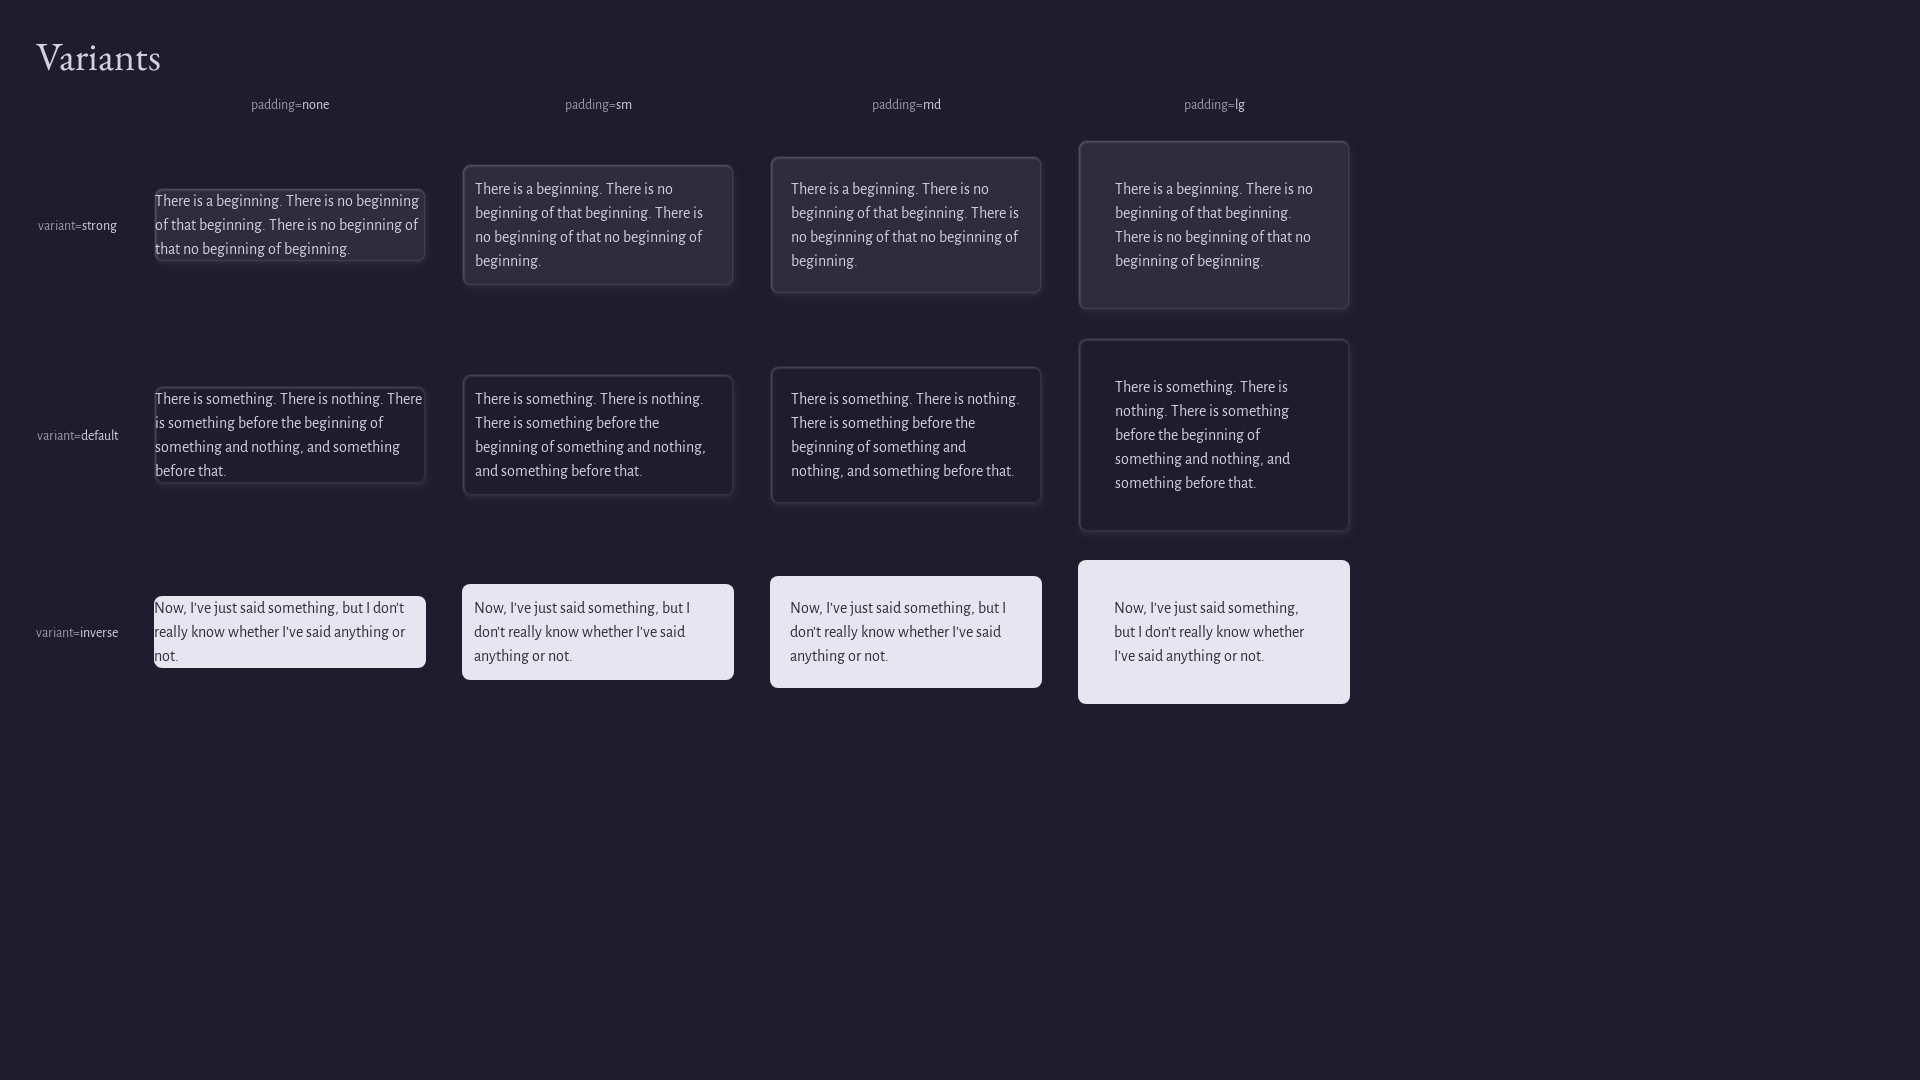 Variants
padding=none
padding=sm
padding=md
padding=lg
variant=strong
There is a beginning. There is no beginning
of that beginning. There is no beginning of
that no beginning of beginning.
There is a beginning. There is no
beginning of that beginning. There is
no beginning of that no beginning of
beginning.
There is a beginning. There is no
beginning of that beginning. There is
no beginning of that no beginning of
beginning.
There is a beginning. There is no
beginning of that beginning.
There is no beginning of that no
beginning of beginning.
variant=default
There is something. There is nothing. There
is something before the beginning of
something and nothing, and something
before that.
There is something. There is nothing.
There is something before the
beginning of something and nothing,
and something before that.
There is something. There is nothing.
There is something before the
beginning of something and
nothing, and something before that.
There is something. There is
nothing. There is something
before the beginning of
something and nothing, and
something before that.
variant=inverse
Now, I've just said something, but I don't
really know whether I've said anything or
not.
Now, I've just said something, but I
don't really know whether I've said
anything or not.
Now, I've just said something, but I
don't really know whether I've said
anything or not.
Now, I've just said something,
but I don't really know whether
I've said anything or not.